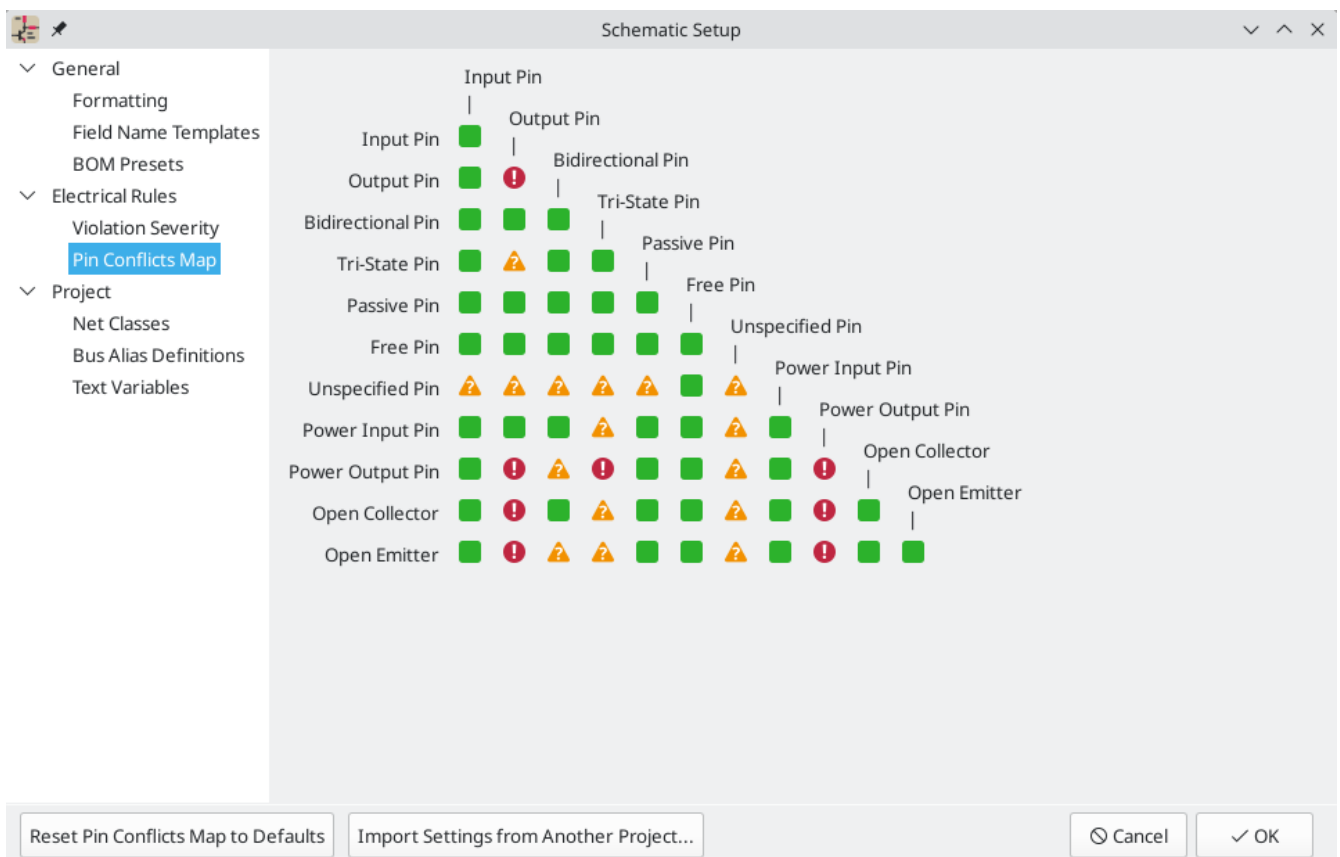 Schematic Setup
General
Formatting
Field Name Templates
BOM Presets
Electrical Rules
Violation Severity
Pin Conflicts Map
Project
Net Classes
Bus Alias Definitions
Text Variables
Input Pin
Output Pin
Bidirectional Pin
Tri-State Pin
Passive Pin
Free Pin
Unspecified Pin
Power Input Pin
Power Output Pin
Open Collector
Open Emitter
Input Pin
Output Pin
Bidirectional Pin
Tri-State Pin
Passive Pin
Free Pin
Unspecified Pin
Power Input Pin
Power Output Pin
Open Collector
Open Emitter
Reset Pin Conflicts Map to Defaults
Import Settings from Another Project...
Cancel
OK